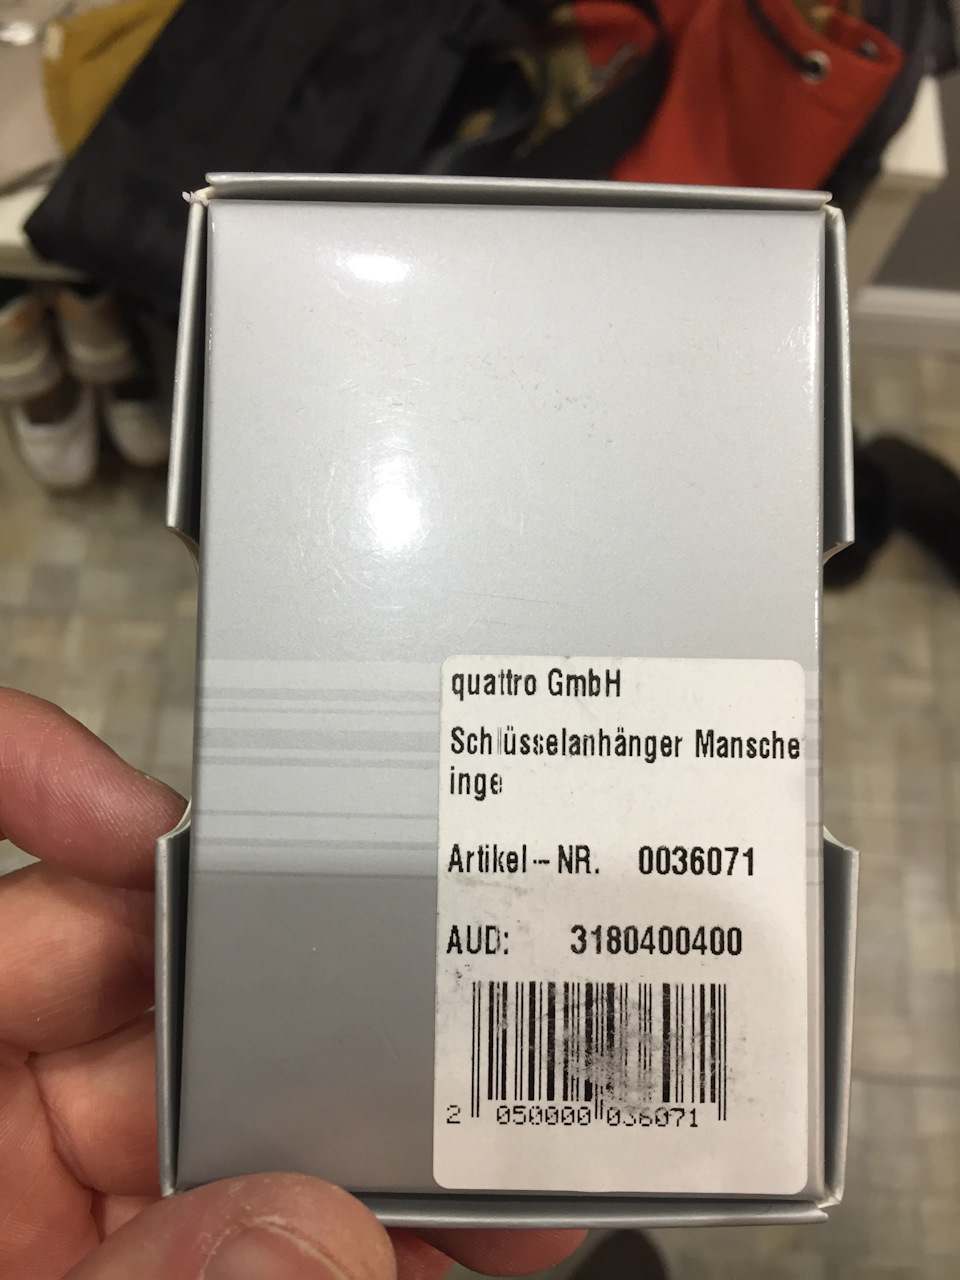 quattro GmbH
Schlüsselanhänger Mansche
inge
Artikel-NR. 0036071
AUD: 3180400400
2 050000 036071